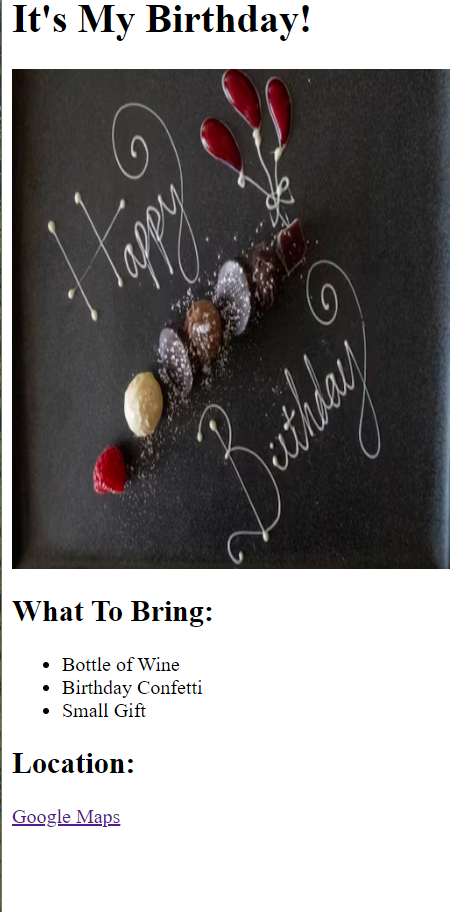 It's My Birthday!
Happy
Birthday
What To Bring:
Bottle of Wine
Birthday Confetti
Small Gift
Location:
Google Maps